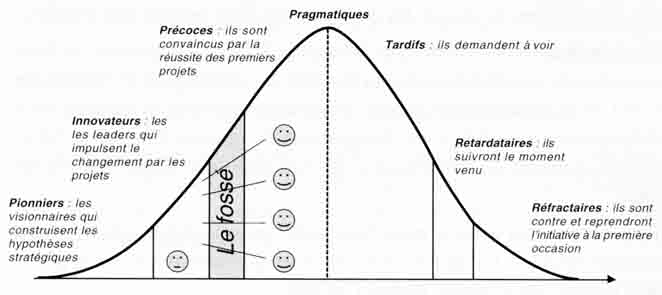 Pragmatiques
Précoces : ils sont
convaincus par la
réussite des premiers
projets
Tardifs : ils demandent à voir
Innovateurs : les
les leaders qui
impulsent le
changement par les
projets
Retardataires : ils
suivront le moment
venu
Pionniers : les
visionnaires qui
construisent les
hypothèses
stratégiques
Le fossé
Réfractaires : ils sont
contre et reprendront
l'initiative à la première
occasion